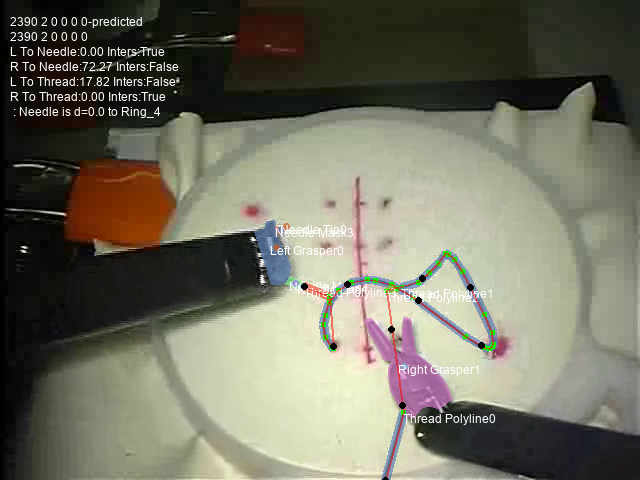 2390 2 0 0 0 0-predicted
2390 2 0 0 0 0
L To Needle:0.00 Inters:True
R To Needle:72.27 Inters:False
L To Thread:17.82 Inters:False
R To Thread:0.00 Inters:True
: Needle is d=0.0 to Ring_4
Needle Tip0
Needle Mask3
Left Grasper0
Thread Polyline1
Right Grasper1
Thread Polyline0